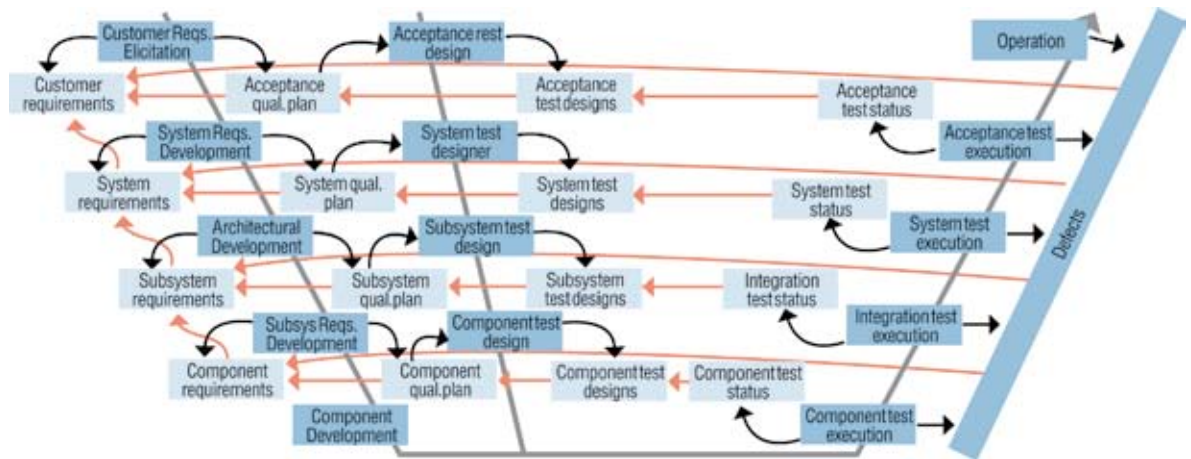 Customer Reqs.
Elicitation
Acceptance rest
design
Operation
Customer
requirements
Acceptance
qual. plan
Acceptance
test designs
Acceptance
test status
System Reqs.
Development
System test
designer
Acceptance test
execution
System
requirements
System qual.
plan
System test
designs
System test
status
Architectural
Development
Subsystem test
design
System test
execution
Defects
Subsystem
requirements
Subsystem
qual.plan
Subsystem
test designs
Integration
test status
Subsys Reqs.
Development
Component test
design
Integration test
execution
Component
requirements
Component
qual.plan
Component test
designs
Component test
status
Component
Development
Component test
execution